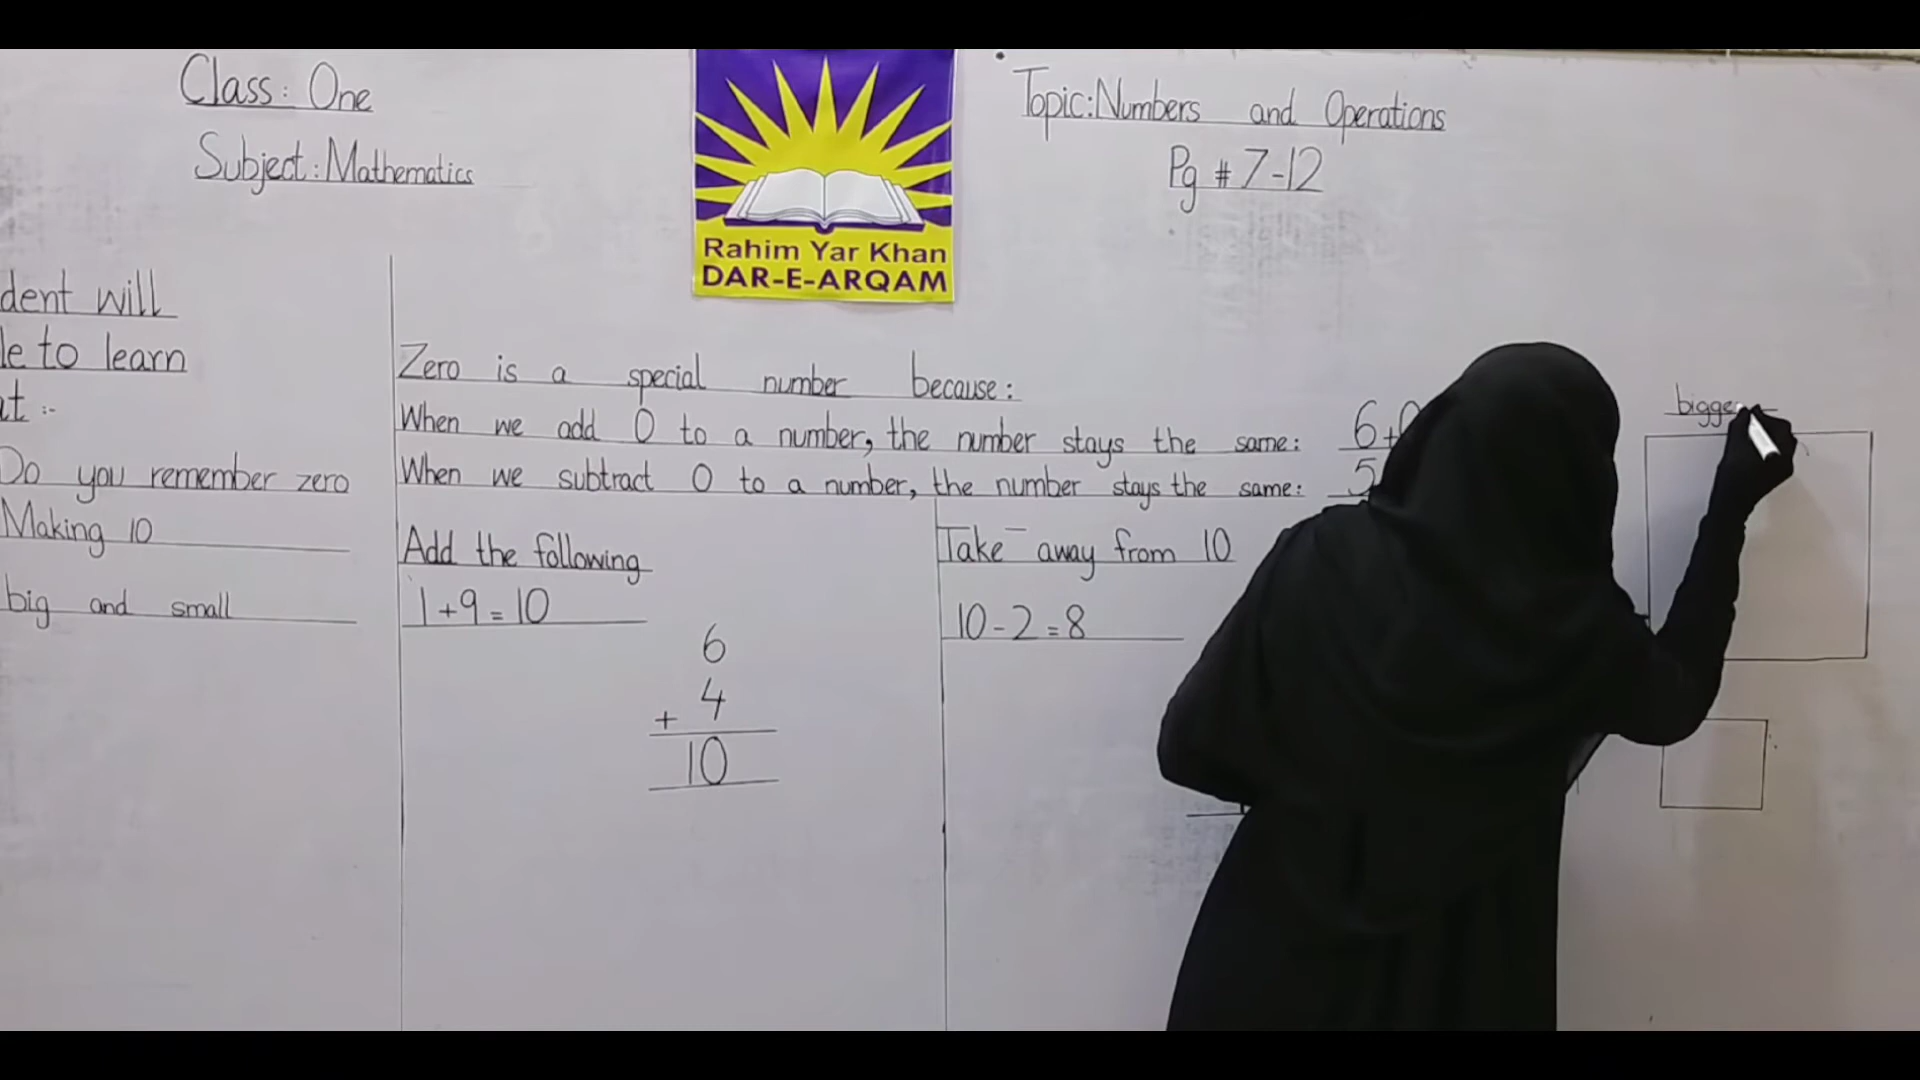 Class: One
Subject: Mathematics
Rahim Yar Khan
DAR-E-ARQAM
Topic: Numbers and Operations
Pg # 7-12
will
to learn
:-
Do you remember zero
Making 10
big and small
Zero is a special number because:
When we add 0 to a number, the number stays the same: 6+0
When we subtract 0 to a number, the number stays the same: 5
Add the following
1+9=10
6
4
+
10
Take away from 10
10-2=8